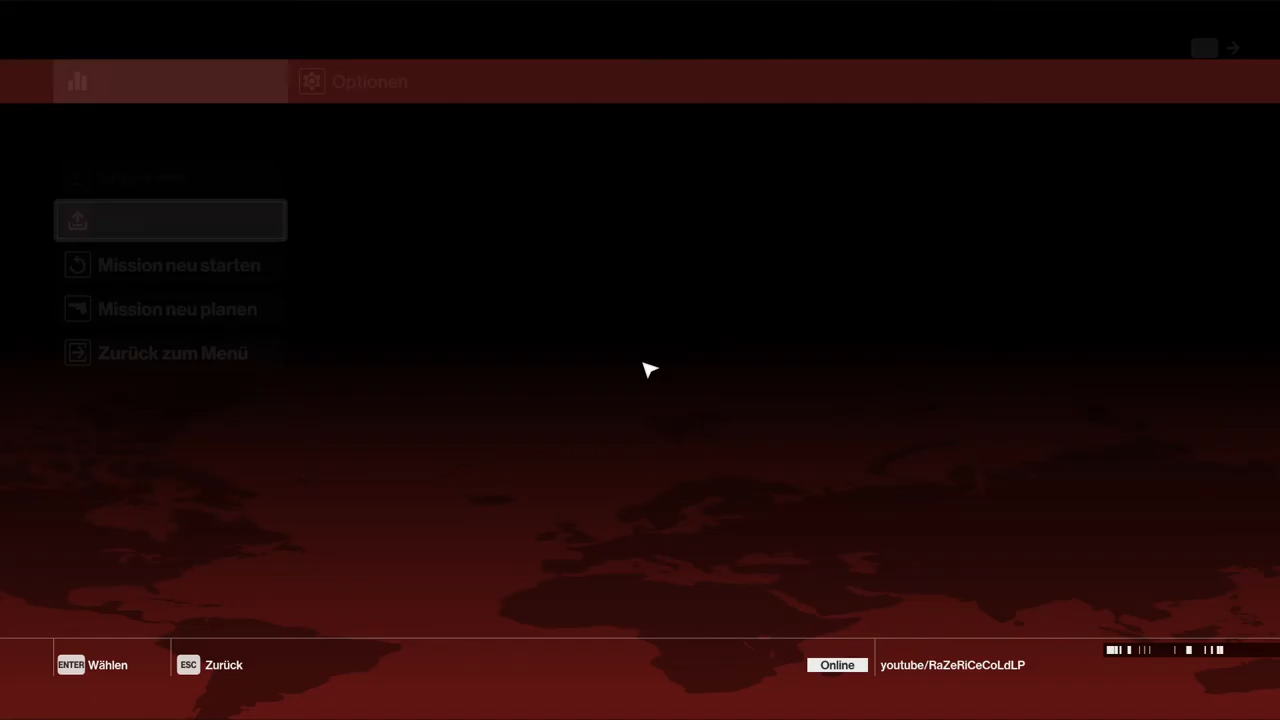 Optionen
Mission neu starten
Mission neu planen
Zurück zum Menü
ENTER Wählen
ESC Zurück
Online
youtube/RaZeRiCeCoLdLP